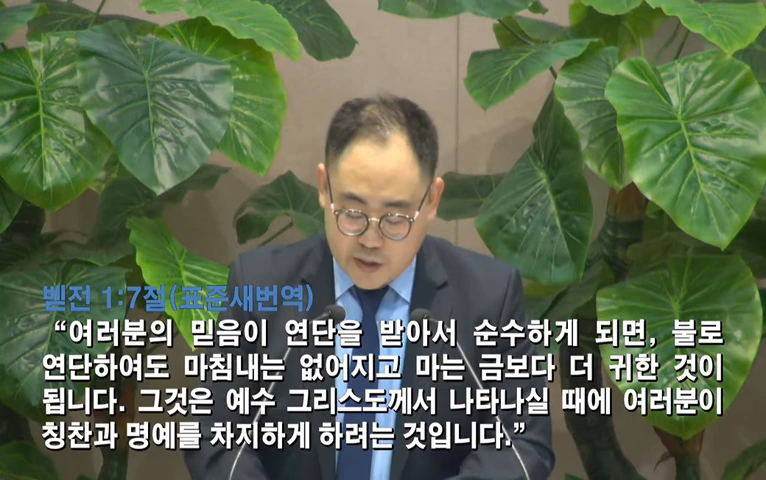 벧전 1:7절(표준새번역)
“여러분의 믿음이 연단을 받아서 순수하게 되면, 불로
연단하여도 마침내는 없어지고 마는 금보다 더 귀한 것이
됩니다. 그것은 예수 그리스도께서 나타나실 때에 여러분이
칭찬과 명예를 차지하게 하려는 것입니다.”